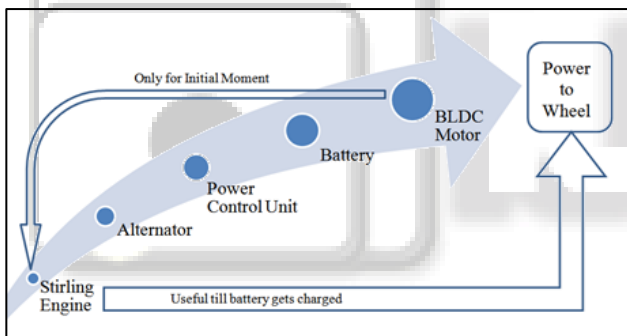 Only for Initial Moment
Power
to
Wheel
BLDC
Motor
Battery
Power
Control Unit
Alternator
Stirling
Engine
Useful till battery gets charged